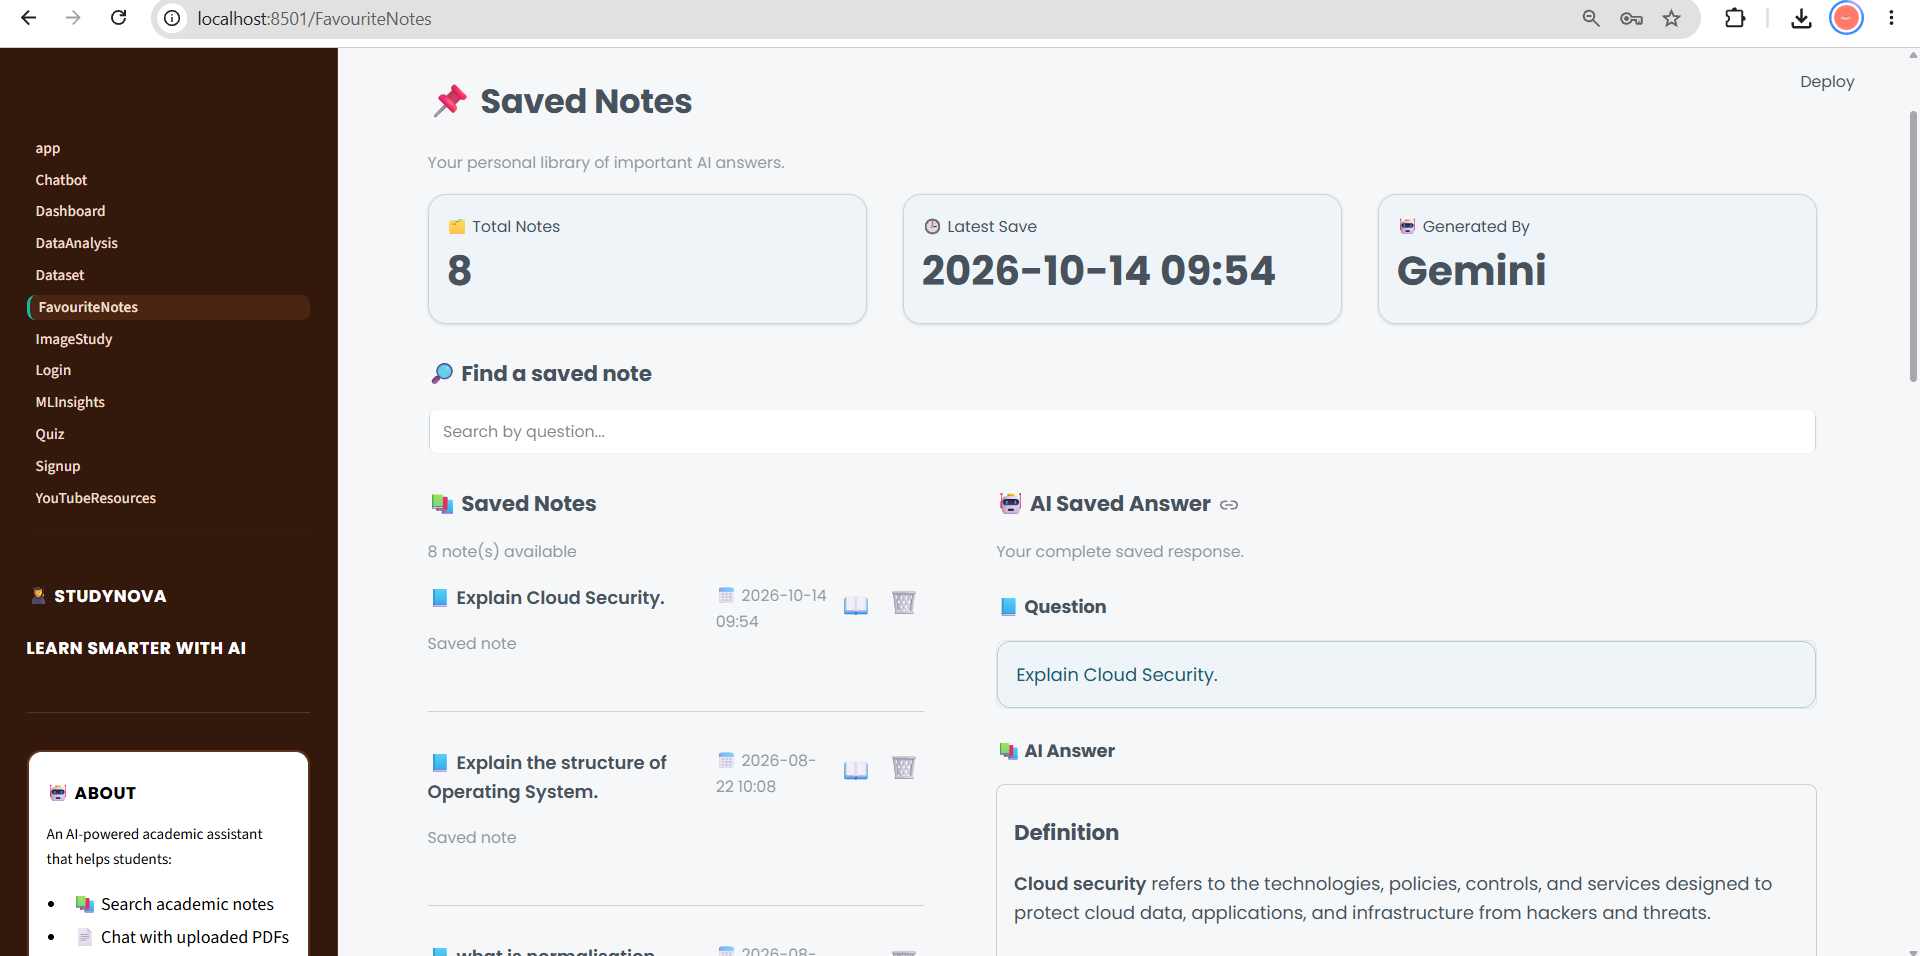 localhost:8501/FavouriteNotes
Deploy
app
Chatbot
Dashboard
DataAnalysis
Dataset
FavouriteNotes
ImageStudy
Login
MLInsights
Quiz
Signup
YouTubeResources
STUDYNOVA
LEARN SMARTER WITH AI
ABOUT
An AI-powered academic assistant
that helps students:
Search academic notes
Chat with uploaded PDFs
Saved Notes
Your personal library of important AI answers.
Total Notes
8
Latest Save
2026-10-14 09:54
Generated By
Gemini
Find a saved note
Search by question...
Saved Notes
8 note(s) available
Explain Cloud Security.
2026-10-14
09:54
Saved note
Explain the structure of
Operating System.
2026-08-
22 10:08
Saved note
what is normalisation
2026-08-
AI Saved Answer
Your complete saved response.
Question
Explain Cloud Security.
AI Answer
Definition
Cloud security refers to the technologies, policies, controls, and services designed to
protect cloud data, applications, and infrastructure from hackers and threats.